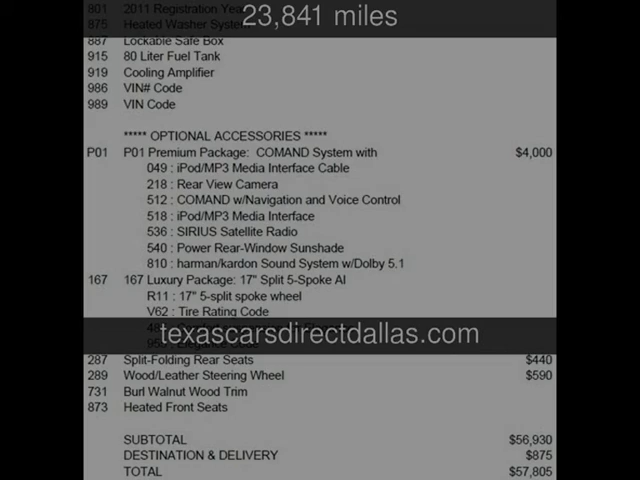 801 2011 Registration
23,841 miles
875 Heated Washer System
887 Lockable Safe Box
915 80 Liter Fuel Tank
919 Cooling Amplifier
986 VIN# Code
989 VIN Code
***** OPTIONAL ACCESSORIES *****
P01 P01 Premium Package: COMAND System with $4,000
049 : iPod/MP3 Media Interface Cable
218 : Rear View Camera
512 : COMAND w/Navigation and Voice Control
518 : iPod/MP3 Media Interface
536 : SIRIUS Satellite Radio
540 : Power Rear-Window Sunshade
810 : harman/kardon Sound System w/Dolby 5.1
167 167 Luxury Package: 17" Split 5-Spoke Al
R11 : 17" 5-split spoke wheel
V62 : Tire Rating Code
texascarsdirectdallas.com
287 Split-Folding Rear Seats $440
289 Wood/Leather Steering Wheel $590
731 Burl Walnut Wood Trim
873 Heated Front Seats
SUBTOTAL $56,930
DESTINATION & DELIVERY $875
TOTAL $57,805